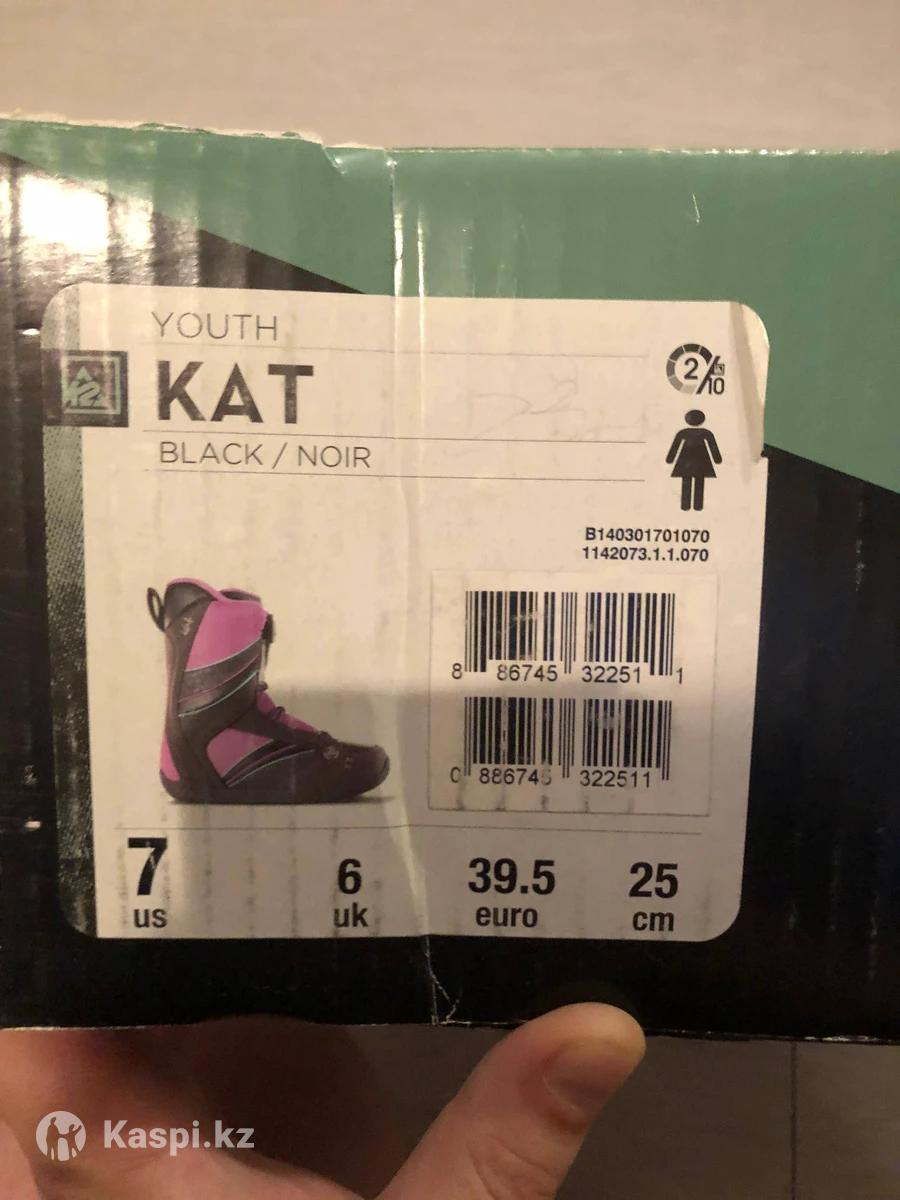 YOUTH
K2
KAT
BLACK / NOIR
2/10
B140301701070
1142073.1.1.070
8 86745 32251 1
0 886745 322511
7 6 39.5 25
us uk euro cm
Kaspi.kz